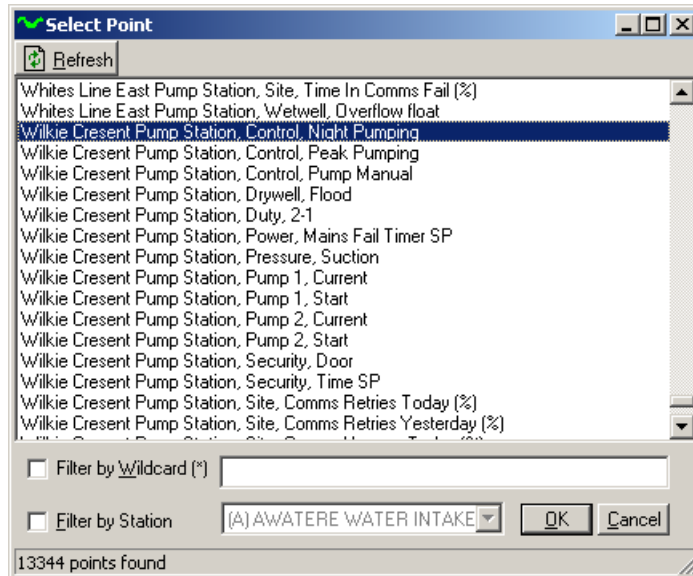 Select Point
Refresh
Whites Line East Pump Station, Site, Time In Comms Fail (%)
Whites Line East Pump Station, Wetwell, Overflow float
Wilkie Cresent Pump Station, Control, Night Pumping
Wilkie Cresent Pump Station, Control, Peak Pumping
Wilkie Cresent Pump Station, Control, Pump Manual
Wilkie Cresent Pump Station, Drywell, Flood
Wilkie Cresent Pump Station, Duty, 2-1
Wilkie Cresent Pump Station, Power, Mains Fail Timer SP
Wilkie Cresent Pump Station, Pressure, Suction
Wilkie Cresent Pump Station, Pump 1, Current
Wilkie Cresent Pump Station, Pump 1, Start
Wilkie Cresent Pump Station, Pump 2, Current
Wilkie Cresent Pump Station, Pump 2, Start
Wilkie Cresent Pump Station, Security, Door
Wilkie Cresent Pump Station, Security, Time SP
Wilkie Cresent Pump Station, Site, Comms Retries Today (%)
Wilkie Cresent Pump Station, Site, Comms Retries Yesterday (%)
Filter by Wildcard (*)
Filter by Station (A) AWATERE WATER INTAKE OK Cancel
13344 points found